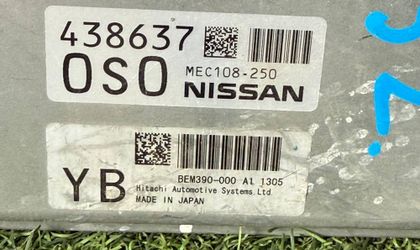 438637
OSO MEC108-250
NISSAN
YB BEM390-000 A1 1305
Hitachi Automotive Systems, Ltd.
MADE IN JAPAN